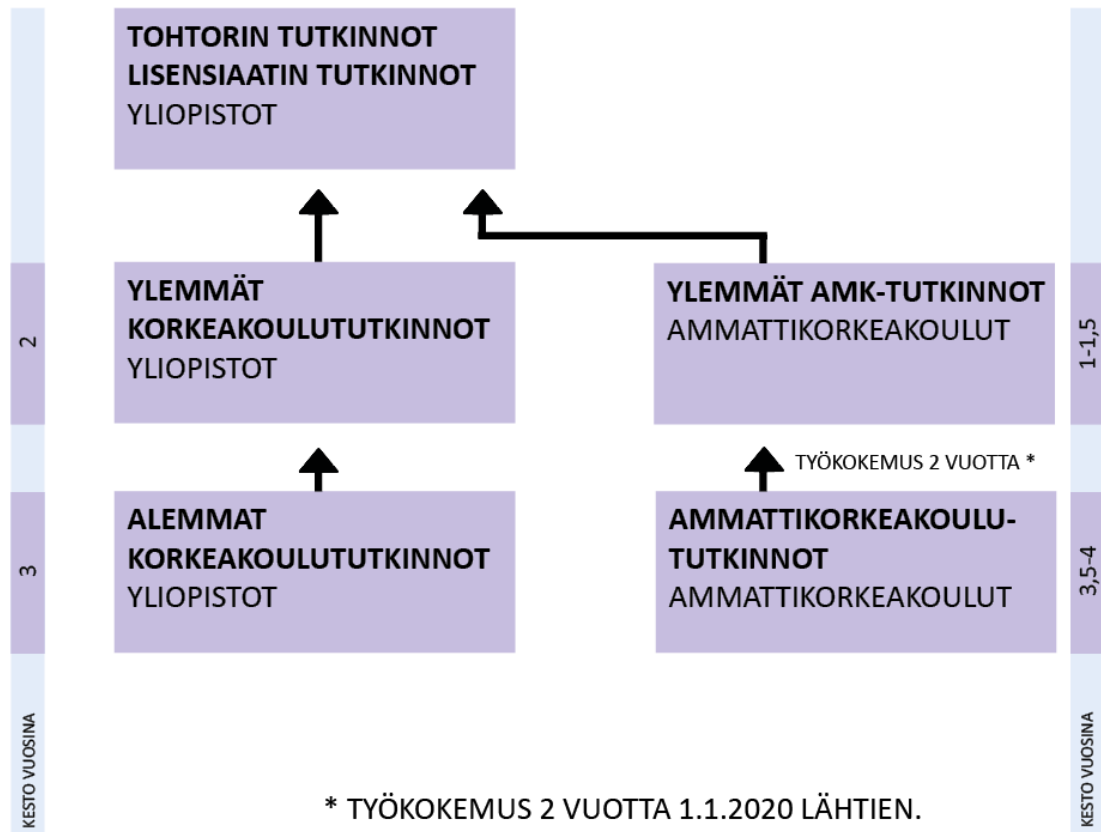 TOHTORIN TUTKINNOT
LISENSIAATIN TUTKINNOT
YLIOPISTOT
2
YLEMMÄT
KORKEAKOULUTUTKINNOT
YLIOPISTOT
YLEMMÄT AMK-TUTKINNOT
AMMATTIKORKEAKOULUT
1-1,5
TYÖKOKEMUS 2 VUOTTA *
3
ALEMMAT
KORKEAKOULUTUTKINNOT
YLIOPISTOT
AMMATTIKORKEAKOULU-
TUTKINNOT
AMMATTIKORKEAKOULUT
3,5-4
KESTO VUOSINA
KESTO VUOSINA
* TYÖKOKEMUS 2 VUOTTA 1.1.2020 LÄHTIEN.